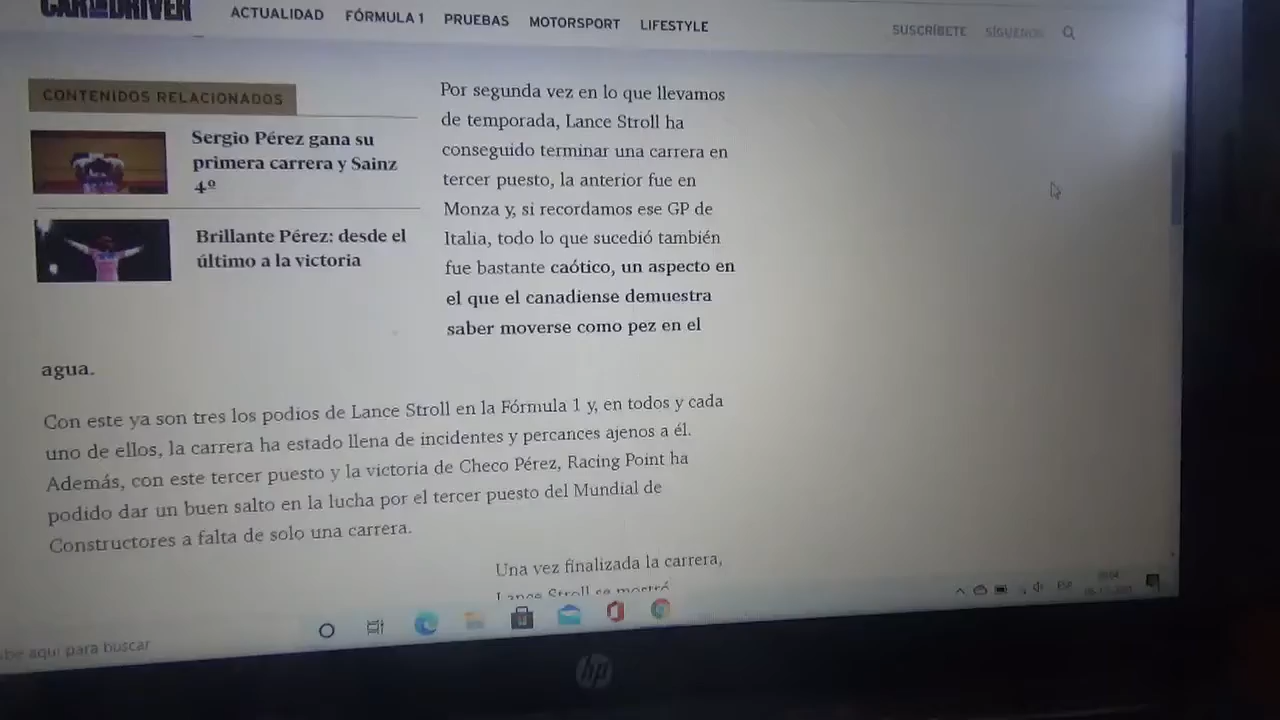 CAR AND DRIVER
ACTUALIDAD FÓRMULA 1 PRUEBAS MOTORSPORT LIFESTYLE
SUSCRÍBETE SÍGUENOS
CONTENIDOS RELACIONADOS
Sergio Pérez gana su
primera carrera y Sainz
4º
Brillante Pérez: desde el
último a la victoria
Por segunda vez en lo que llevamos
de temporada, Lance Stroll ha
conseguido terminar una carrera en
tercer puesto, la anterior fue en
Monza y, si recordamos ese GP de
Italia, todo lo que sucedió también
fue bastante caótico, un aspecto en
el que el canadiense demuestra
saber moverse como pez en el
agua.
Con este ya son tres los podios de Lance Stroll en la Fórmula 1 y, en todos y cada
uno de ellos, la carrera ha estado llena de incidentes y percances ajenos a él.
Además, con este tercer puesto y la victoria de Checo Pérez, Racing Point ha
podido dar un buen salto en la lucha por el tercer puesto del Mundial de
Constructores a falta de solo una carrera.
Una vez finalizada la carrera,
Lance Stroll se mostró
ESP
aquí para buscar
hp